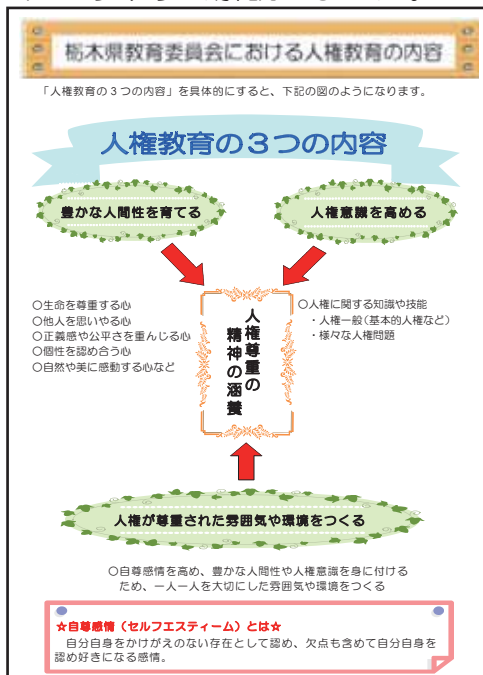 栃木県教育委員会における人権教育の内容
「人権教育の３つの内容」を具体的にすると、下記の図のようになります。
人権教育の３つの内容
豊かな人間性を育てる
人権意識を高める
○生命を尊重する心
○他人を思いやる心
○正義感や公平さを重んじる心
○個性を認め合う心
○自然や美に感動する心など
人権尊重の
精神の涵養
○人権に関する知識や技能
・人権一般（基本的人権など）
・様々な人権問題
人権が尊重された雰囲気や環境をつくる
○自尊感情を高め、豊かな人間性や人権意識を身に付ける
ため、一人一人を大切にした雰囲気や環境をつくる
☆自尊感情（セルフエスティーム）とは☆
自分自身をかけがえのない存在として認め、欠点も含めて自分自身を
認め好きになる感情。